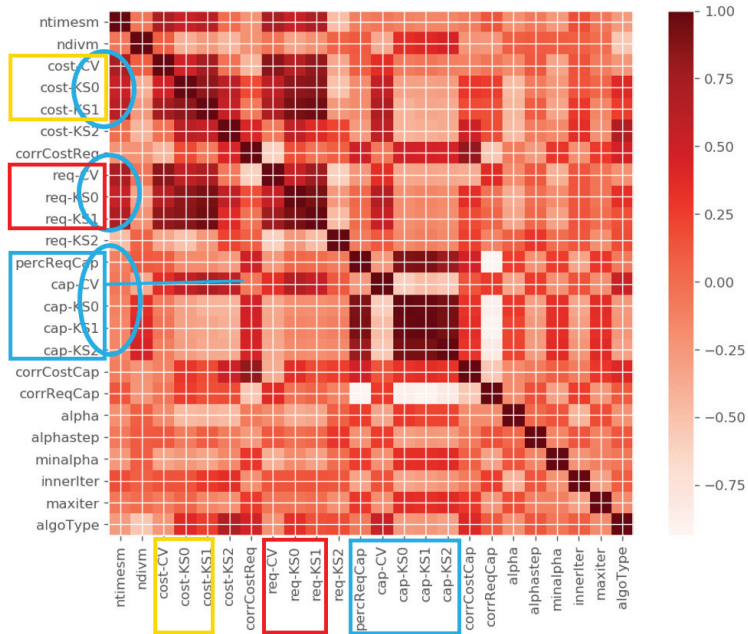 ntimesm
ndivm
cost-CV
cost-KS0
cost-KS1
cost-KS2
corrCostReq
req-CV
req-KS0
req-KS1
req-KS2
percReqCap
cap-CV
cap-KS0
cap-KS1
cap-KS2
corrCostCap
corrReqCap
alpha
alphastep
minalpha
innerIter
maxiter
algoType
ntimesm
ndivm
cost-CV
cost-KS0
cost-KS1
cost-KS2
corrCostReq
req-CV
req-KS0
req-KS1
req-KS2
percReqCap
cap-CV
cap-KS0
cap-KS1
cap-KS2
corrCostCap
corrReqCap
alpha
alphastep
minalpha
innerIter
maxiter
algoType
1.00
0.75
0.50
0.25
0.00
−0.25
−0.50
−0.75